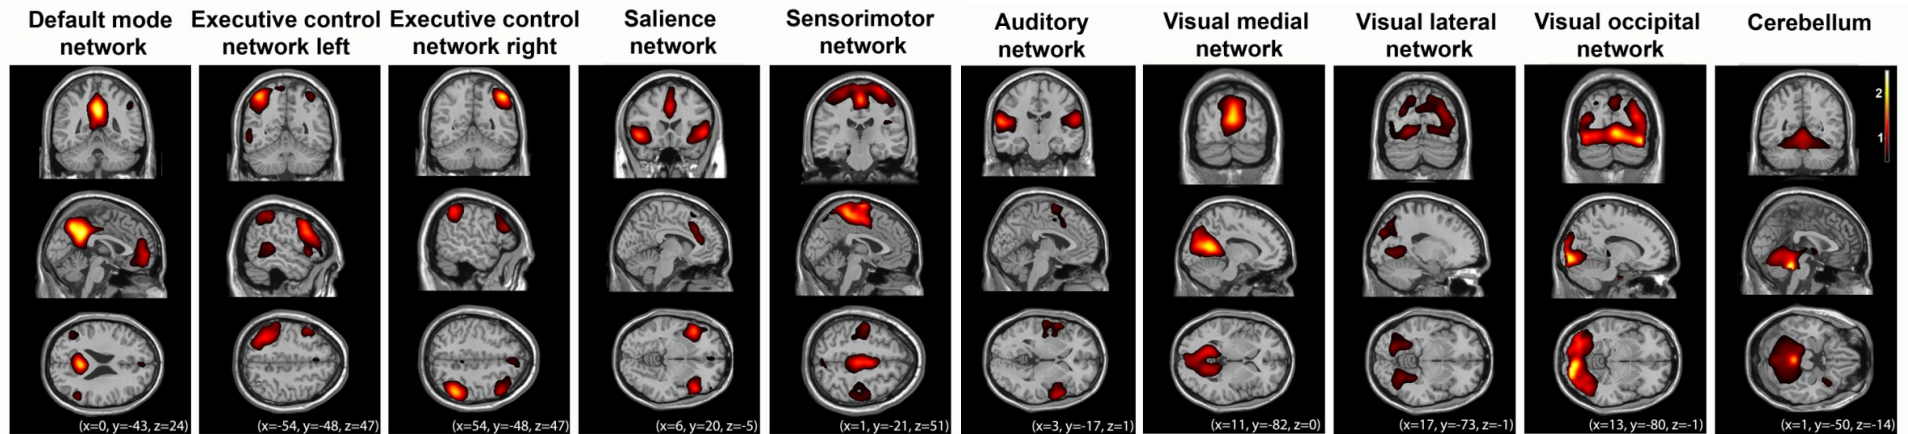 Default mode
network
Executive control
network left
Executive control
network right
Salience
network
Sensorimotor
network
Auditory
network
Visual medial
network
Visual lateral
network
Visual occipital
network
Cerebellum
2
1
(x=0, y=-43, z=24)
(x=-54, y=-48, z=47)
(x=54, y=-48, z=47)
(x=6, y=20, z=-5)
(x=1, y=-21, z=51)
(x=3, y=-17, z=1)
(x=11, y=-82, z=0)
(x=17, y=-73, z=-1)
(x=13, y=-80, z=-1)
(x=1, y=-50, z=-14)